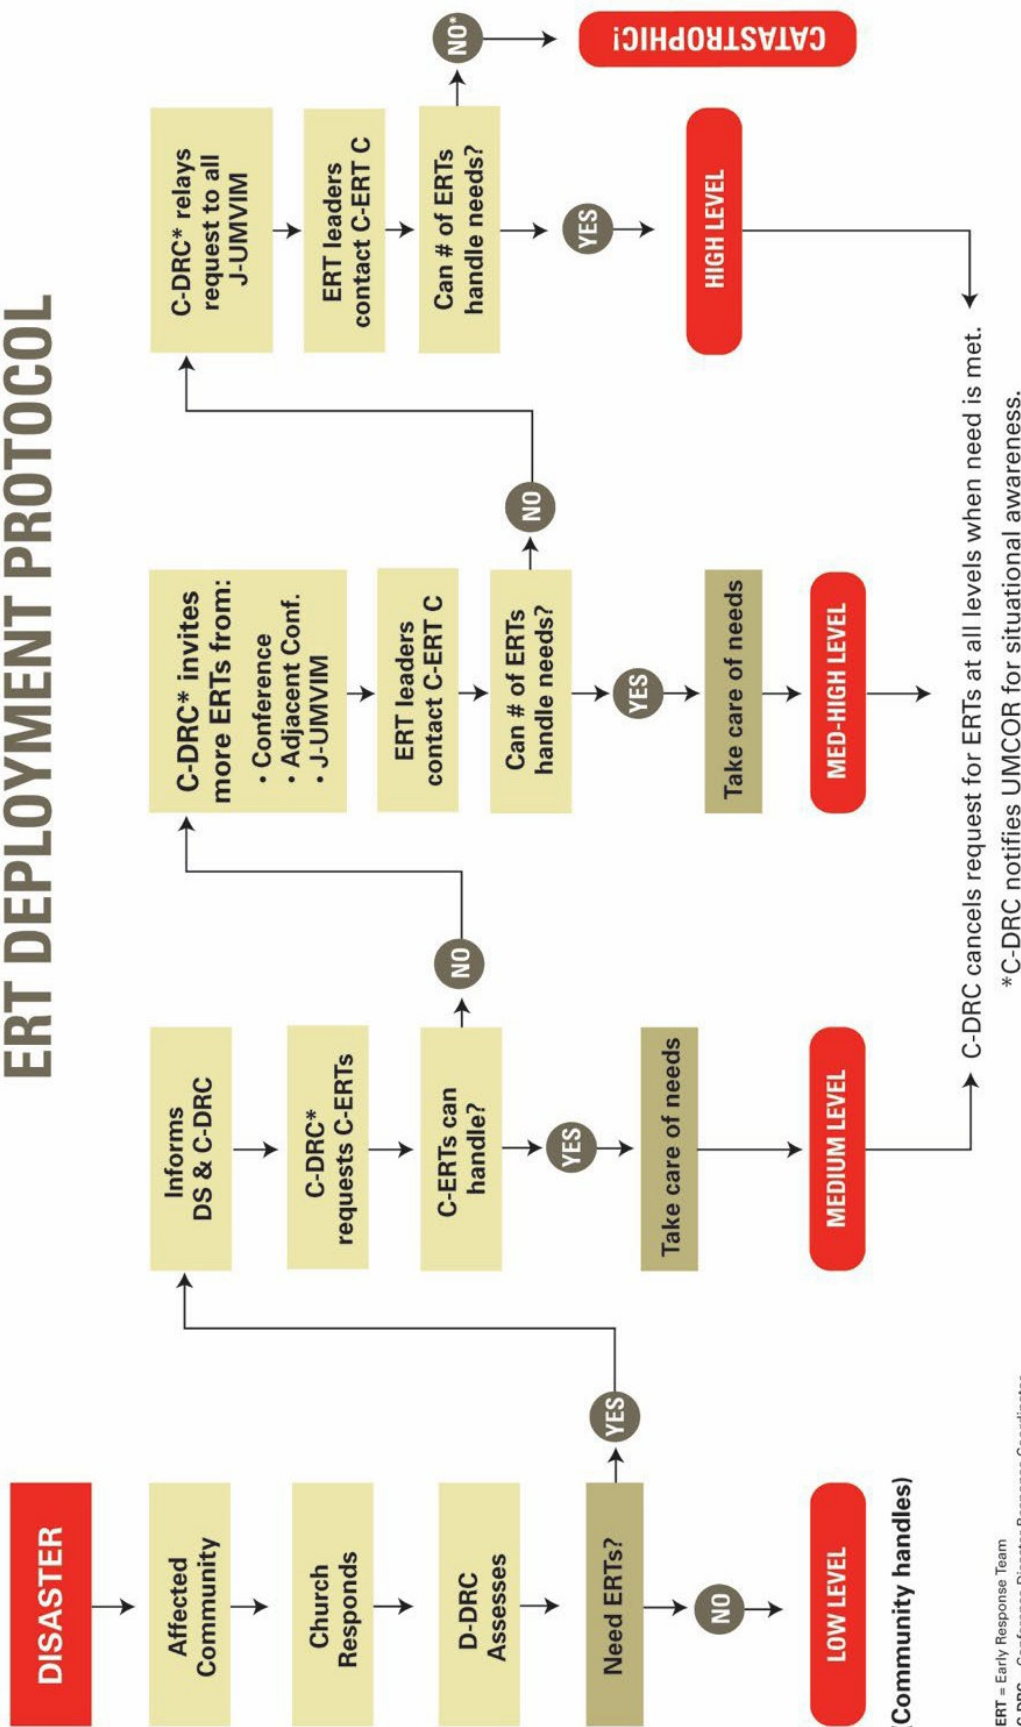 ERT DEPLOYMENT PROTOCOL
DISASTER
Affected
Community
Church
Responds
D-DRC
Assesses
Need ERTs?
YES
NO
LOW LEVEL
(Community handles)
Informs
DS & C-DRC
C-DRC*
requests C-ERTs
C-ERTs can
handle?
NO
YES
Take care of needs
MEDIUM LEVEL
C-DRC* invites
more ERTs from:
• Conference
• Adjacent Conf.
• J-UMVIM
ERT leaders
contact C-ERT C
Can # of ERTs
handle needs?
NO
YES
Take care of needs
MED-HIGH LEVEL
C-DRC* relays
request to all
J-UMVIM
ERT leaders
contact C-ERT C
Can # of ERTs
handle needs?
NO*
CATASTROPHIC!
YES
HIGH LEVEL
C-DRC cancels request for ERTs at all levels when need is met.
*C-DRC notifies UMCOR for situational awareness.
ERT = Early Response Team